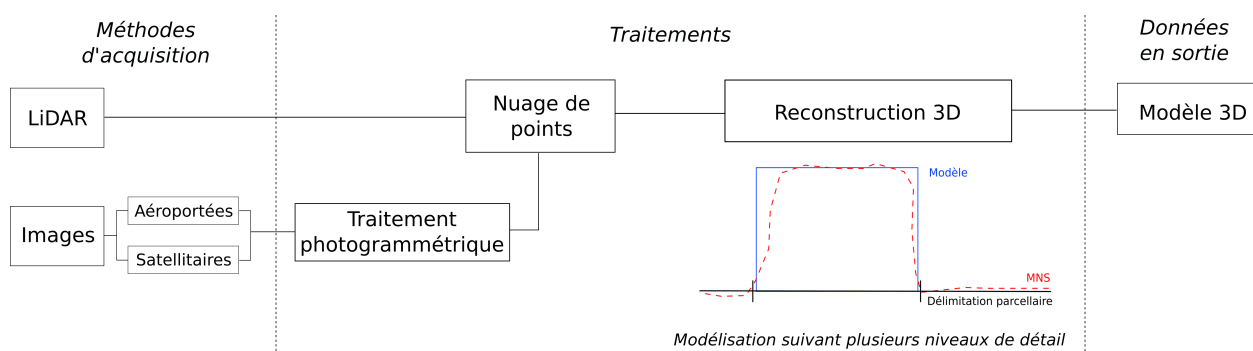 Méthodes
d'acquisition
Traitements
Données
en sortie
LiDAR
Nuage de
points
Reconstruction 3D
Modèle 3D
Images
Aéroportées
Satellitaires
Traitement
photogrammétrique
Modèle
MNS
Délimitation parcellaire
Modélisation suivant plusieurs niveaux de détail